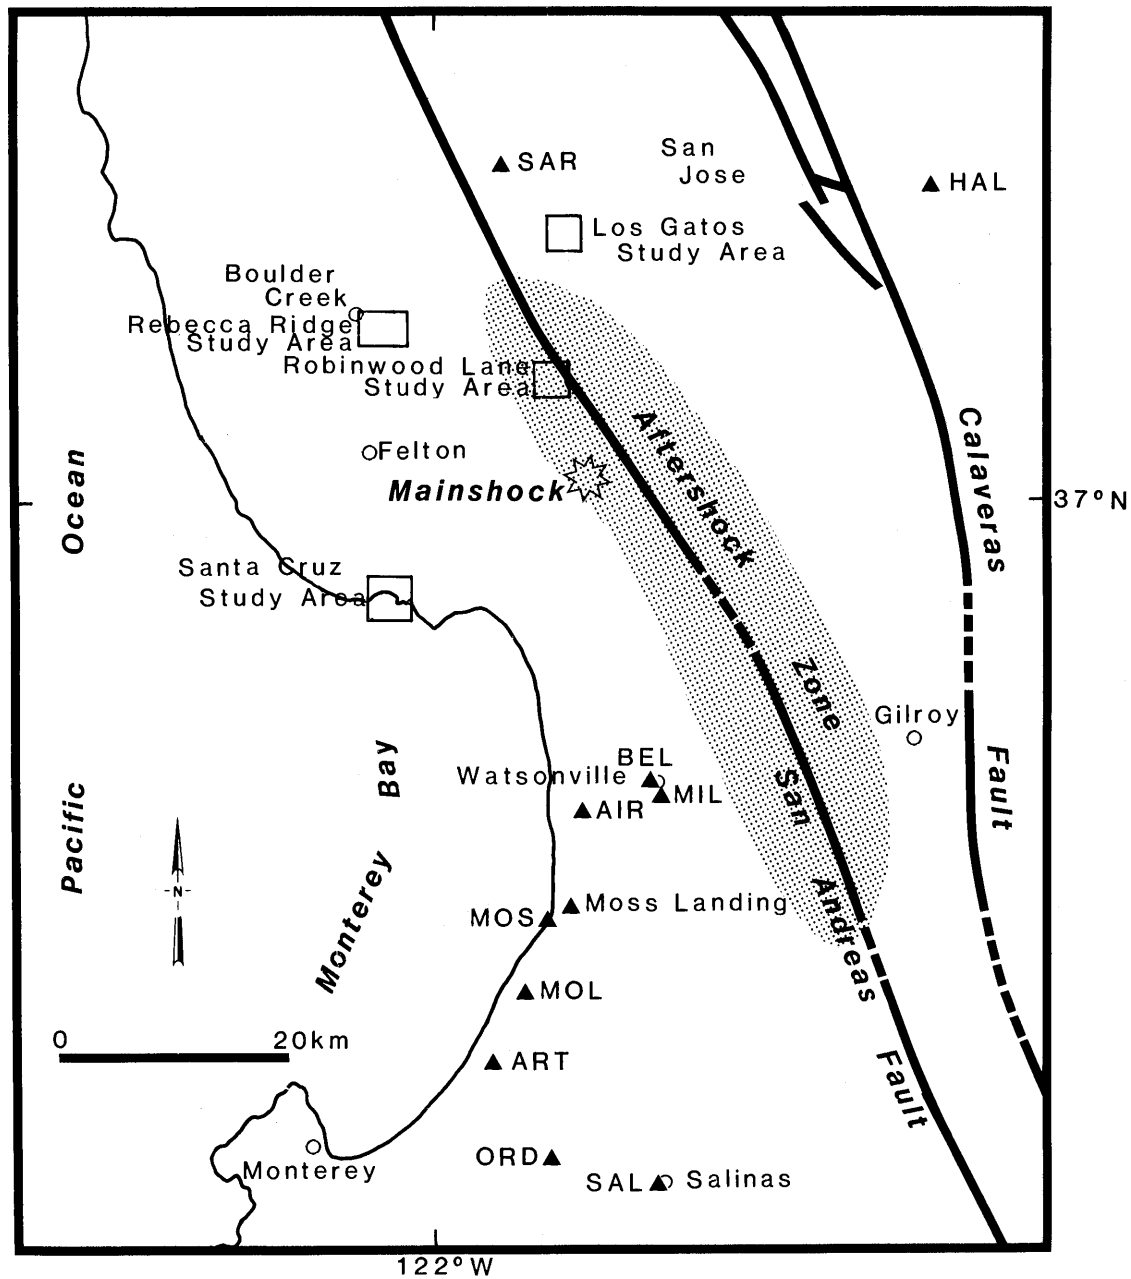 SAR
San
Jose
HAL
Los Gatos
Study Area
Boulder
Creek
Rebecca Ridge
Study Area
Robinwood Lane
Study Area
Aftershock
Zone
Calaveras
Fault
Felton
Mainshock
37°N
Santa Cruz
Study Area
Pacific
Ocean
Gilroy
BEL
Watsonville
MIL
AIR
San
Andreas
Fault
Monterey
Bay
N
Moss Landing
MOS
MOL
0
20km
ART
ORD
Monterey
SAL
Salinas
122°W